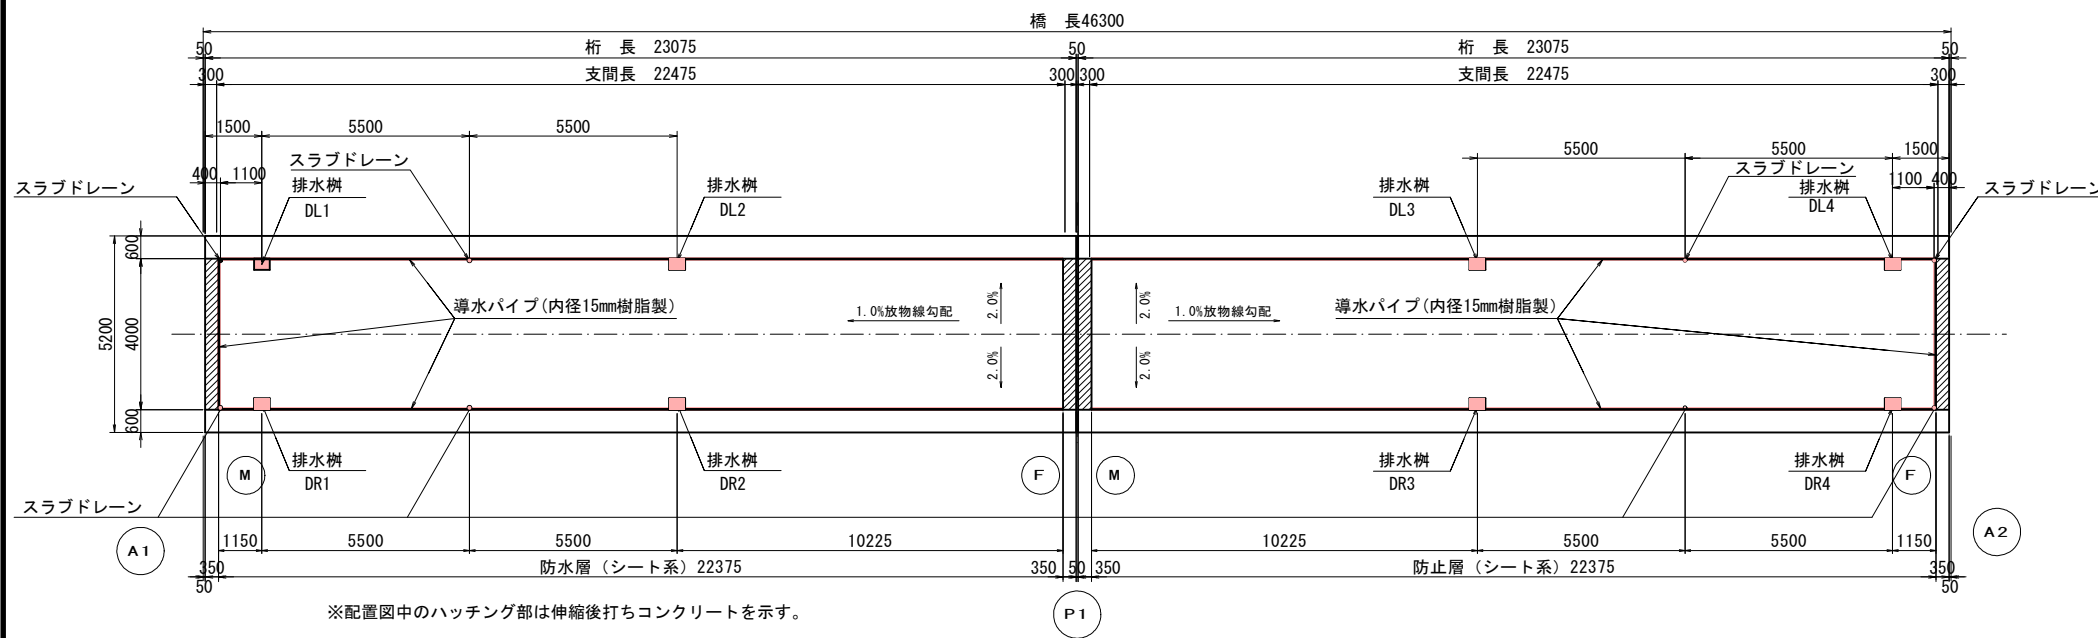 橋　長46300
50 桁　長　23075 50 桁　長　23075 50
300 支間長　22475 300 300 支間長　22475 300
1500 5500 5500
5500 5500 1500
400 1100 スラブドレーン
スラブドレーン 1100 400
スラブドレーン 排水桝 DL1
排水桝 DL2
排水桝 DL3
排水桝 DL4 スラブドレーン
600
5200 4000
600
導水パイプ(内径15mm樹脂製)
1.0%放物線勾配 2.0% 2.0%
2.0% 2.0% 1.0%放物線勾配
導水パイプ(内径15mm樹脂製)
M 排水桝 DR1
排水桝 DR2
F M
排水桝 DR3
排水桝 DR4 F
スラブドレーン
A1 A2
1150 5500 5500 10225
10225 5500 5500 1150
350 防水層（シート系）22375 350 50 350 防止層（シート系）22375 350
50 50
※配置図中のハッチング部は伸縮後打ちコンクリートを示す。
P1